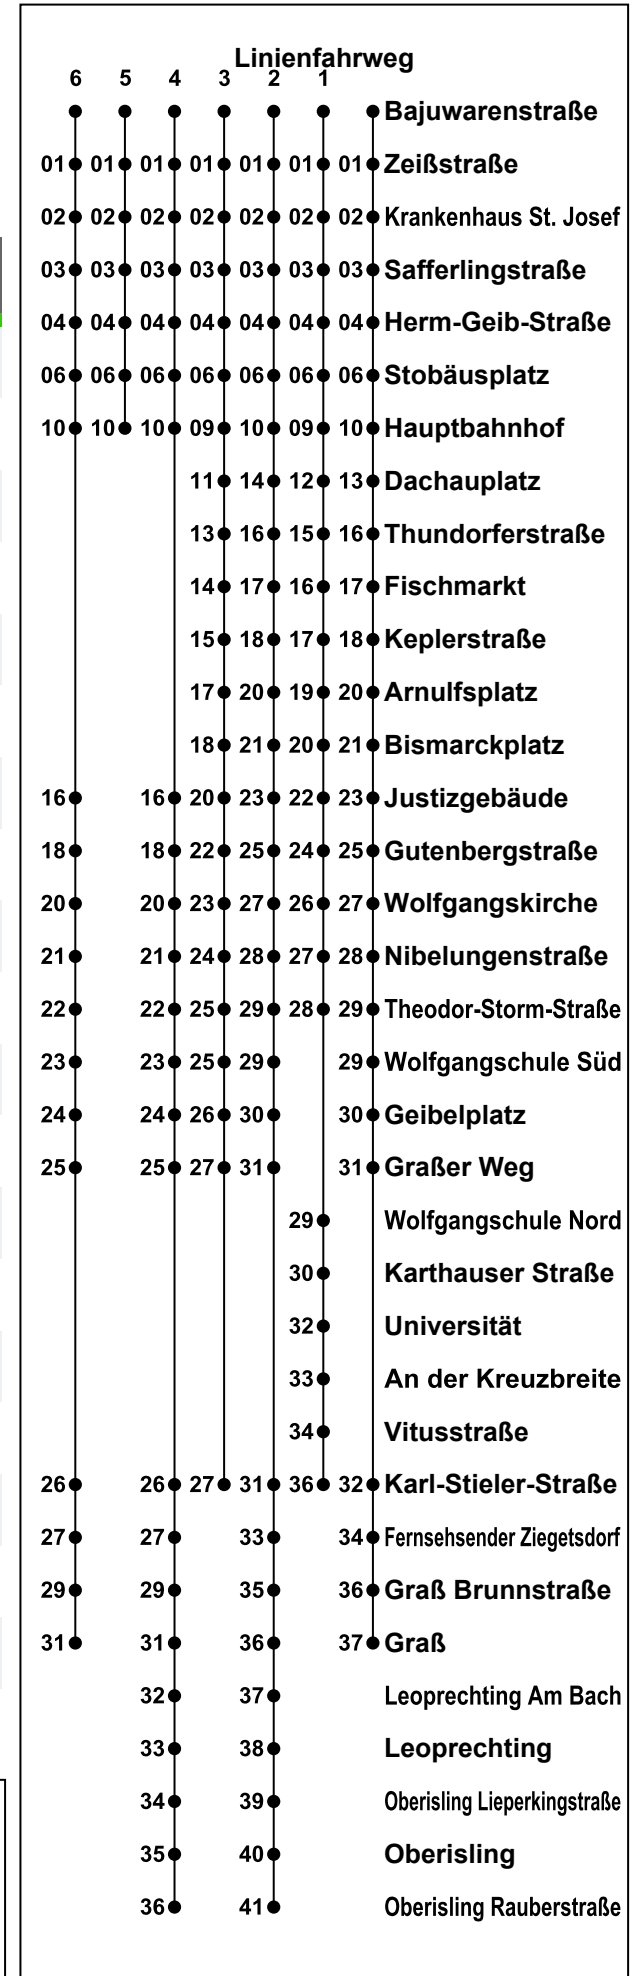 Linienfahrweg
6 5 4 3 2 1
Bajuwarenstraße
01 01 01 01 01 01 01 Zeißstraße
02 02 02 02 02 02 02 Krankenhaus St. Josef
03 03 03 03 03 03 03 Safferlingstraße
04 04 04 04 04 04 04 Herm-Geib-Straße
06 06 06 06 06 06 06 Stobäusplatz
10 10 10 09 10 09 10 Hauptbahnhof
11 14 12 13 Dachauplatz
13 16 15 16 Thundorferstraße
14 17 16 17 Fischmarkt
15 18 17 18 Keplerstraße
17 20 19 20 Arnulfsplatz
18 21 20 21 Bismarckplatz
16 16 20 23 22 23 Justizgebäude
18 18 22 25 24 25 Gutenbergstraße
20 20 23 27 26 27 Wolfgangskirche
21 21 24 28 27 28 Nibelungenstraße
22 22 25 29 28 29 Theodor-Storm-Straße
23 23 25 29 29 Wolfgangschule Süd
24 24 26 30 30 Geibelplatz
25 25 27 31 31 Graßer Weg
29 Wolfgangschule Nord
30 Karthauser Straße
32 Universität
33 An der Kreuzbreite
34 Vitusstraße
26 26 27 31 36 32 Karl-Stieler-Straße
27 27 33 34 Fernsehsender Ziegetsdorf
29 29 35 36 Graß Brunnstraße
31 31 36 37 Graß
32 37 Leoprechting Am Bach
33 38 Leoprechting
34 39 Oberisling Lieperkingstraße
35 40 Oberisling
36 41 Oberisling Rauberstraße